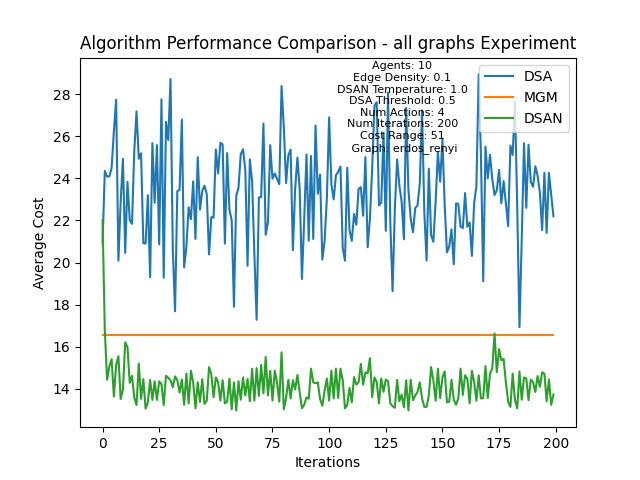 Algorithm Performance Comparison - all graphs Experiment
Agents: 10
Edge Density: 0.1
DSAN Temperature: 1.0
DSA Threshold: 0.5
Num Actions: 4
Num Iterations: 200
Cost Range: 51
Graph: erdos_renyi
DSA
MGM
DSAN
Average Cost
28
26
24
22
20
18
16
14
0
25
50
75
100
125
150
175
200
Iterations